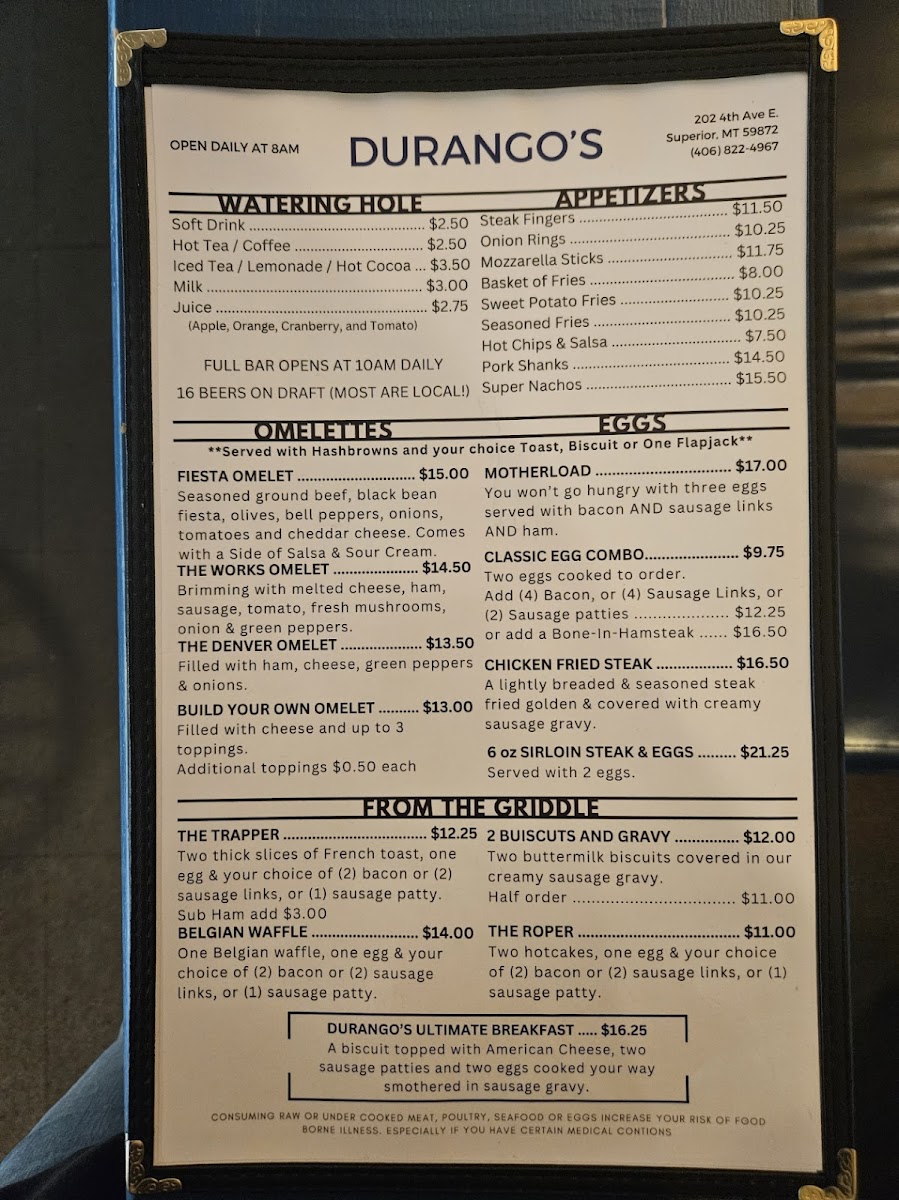 OPEN DAILY AT 8AM
DURANGO'S
202 4th Ave E.
Superior, MT 59872
(406) 822-4967
WATERING HOLE
Soft Drink ........ $2.50
Hot Tea / Coffee ........ $2.50
Iced Tea / Lemonade / Hot Cocoa ... $3.50
Milk ........ $3.00
Juice ........ $2.75
(Apple, Orange, Cranberry, and Tomato)
FULL BAR OPENS AT 10AM DAILY
16 BEERS ON DRAFT (MOST ARE LOCAL!)
APPETIZERS
Steak Fingers ........ $11.50
Onion Rings ........ $10.25
Mozzarella Sticks ........ $11.75
Basket of Fries ........ $8.00
Sweet Potato Fries ........ $10.25
Seasoned Fries ........ $10.25
Hot Chips & Salsa ........ $7.50
Pork Shanks ........ $14.50
Super Nachos ........ $15.50
OMELETTES EGGS
**Served with Hashbrowns and your choice Toast, Biscuit or One Flapjack**
FIESTA OMELET ........ $15.00
Seasoned ground beef, black bean
fiesta, olives, bell peppers, onions,
tomatoes and cheddar cheese. Comes
with a Side of Salsa & Sour Cream.
THE WORKS OMELET ........ $14.50
Brimming with melted cheese, ham,
sausage, tomato, fresh mushrooms,
onion & green peppers.
THE DENVER OMELET ........ $13.50
Filled with ham, cheese, green peppers
& onions.
BUILD YOUR OWN OMELET ........ $13.00
Filled with cheese and up to 3
toppings.
Additional toppings $0.50 each
MOTHERLOAD ........ $17.00
You won't go hungry with three eggs
served with bacon AND sausage links
AND ham.
CLASSIC EGG COMBO........ $9.75
Two eggs cooked to order.
Add (4) Bacon, or (4) Sausage Links, or
(2) Sausage patties ........ $12.25
or add a Bone-In-Hamsteak ...... $16.50
CHICKEN FRIED STEAK ........ $16.50
A lightly breaded & seasoned steak
fried golden & covered with creamy
sausage gravy.
6 oz SIRLOIN STEAK & EGGS ........ $21.25
Served with 2 eggs.
FROM THE GRIDDLE
THE TRAPPER ........ $12.25
Two thick slices of French toast, one
egg & your choice of (2) bacon or (2)
sausage links, or (1) sausage patty.
Sub Ham add $3.00
BELGIAN WAFFLE ........ $14.00
One Belgian waffle, one egg & your
choice of (2) bacon or (2) sausage
links, or (1) sausage patty.
2 BUISCUTS AND GRAVY ........ $12.00
Two buttermilk biscuits covered in our
creamy sausage gravy.
Half order ........ $11.00
THE ROPER ........ $11.00
Two hotcakes, one egg & your choice
of (2) bacon or (2) sausage links, or (1)
sausage patty.
DURANGO'S ULTIMATE BREAKFAST ..... $16.25
A biscuit topped with American Cheese, two
sausage patties and two eggs cooked your way
smothered in sausage gravy.
CONSUMING RAW OR UNDER COOKED MEAT, POULTRY, SEAFOOD OR EGGS INCREASE YOUR RISK OF FOOD
BORNE ILLNESS. ESPECIALLY IF YOU HAVE CERTAIN MEDICAL CONTIONS